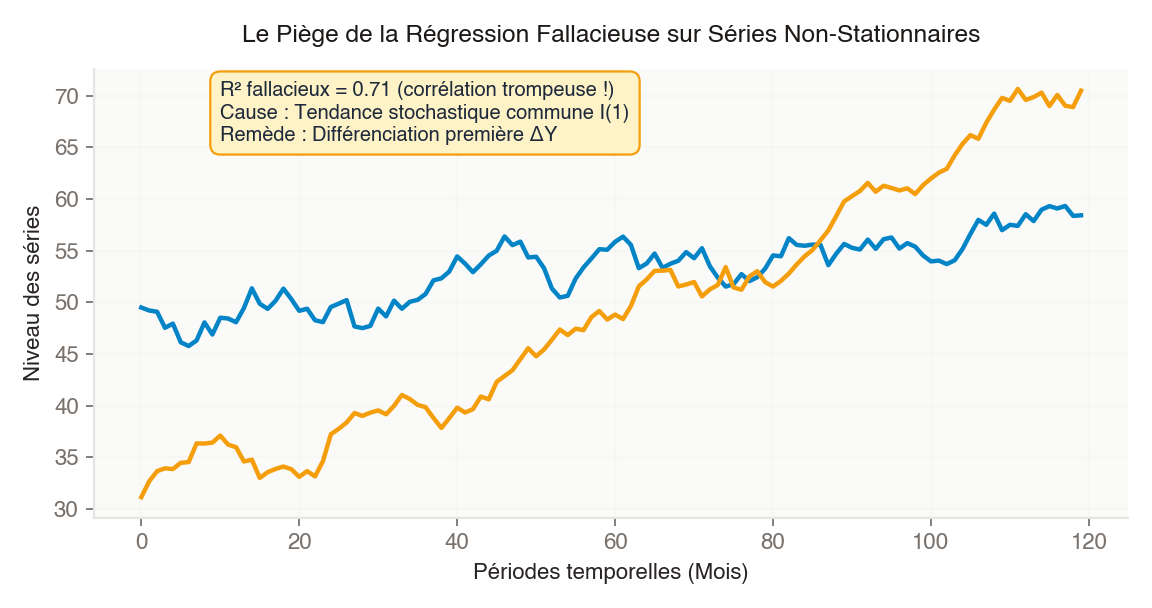 Le Piège de la Régression Fallacieuse sur Séries Non-Stationnaires
R² fallacieux = 0.71 (corrélation trompeuse !)
Cause : Tendance stochastique commune I(1)
Remède : Différenciation première ΔY
Niveau des séries
70
65
60
55
50
45
40
35
30
0 20 40 60 80 100 120
Périodes temporelles (Mois)